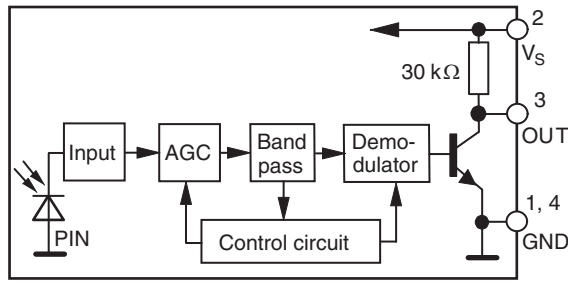 2
V_S
30 kΩ
3
OUT
Input
AGC
Band
pass
Demo-
dulator
1, 4
GND
PIN
Control circuit